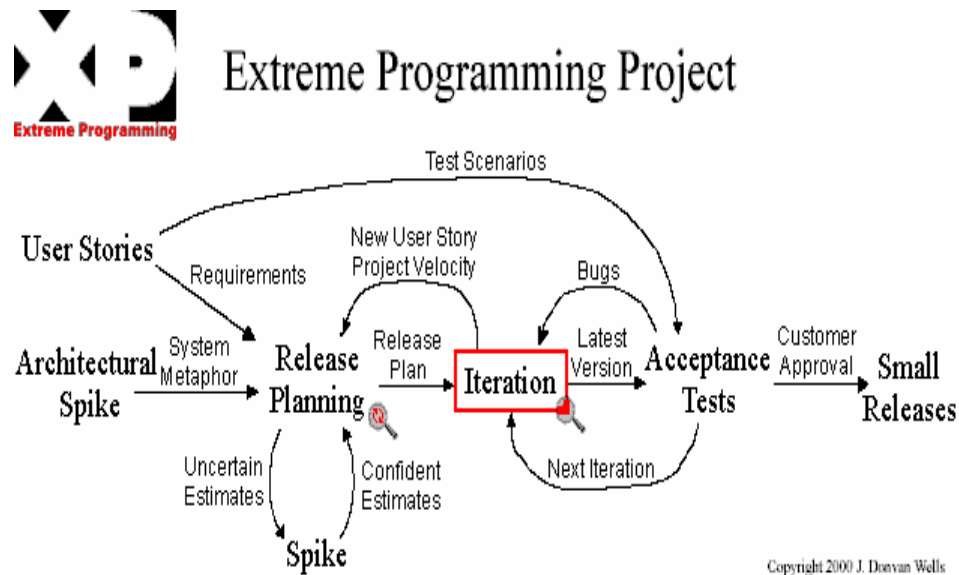 XP
Extreme Programming
Extreme Programming Project
Test Scenarios
User Stories
New User Story
Project Velocity
Bugs
Requirements
Architectural
Spike
System
Metaphor
Release
Planning
Release
Plan
Iteration
Latest
Version
Acceptance
Tests
Customer
Approval
Small
Releases
Uncertain
Estimates
Confident
Estimates
Next Iteration
Spike
Copyright 2000 J. Donvan Wells